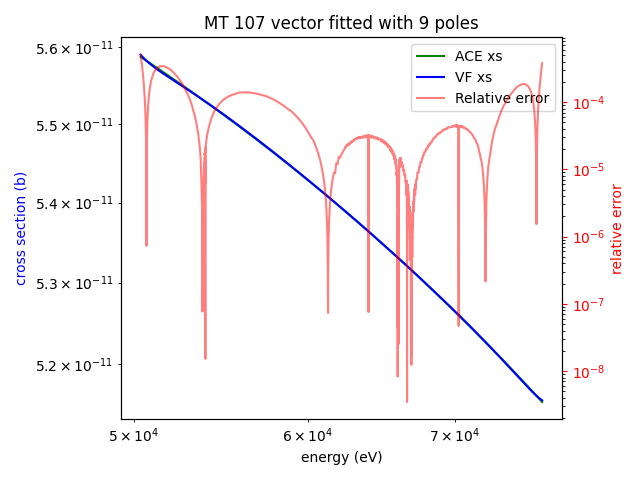 MT 107 vector fitted with 9 poles
ACE xs
VF xs
Relative error
5.6 × 10⁻¹¹
5.5 × 10⁻¹¹
5.4 × 10⁻¹¹
5.3 × 10⁻¹¹
5.2 × 10⁻¹¹
cross section (b)
10⁻⁴
10⁻⁵
10⁻⁶
10⁻⁷
10⁻⁸
relative error
5 × 10⁴ 6 × 10⁴ 7 × 10⁴
energy (eV)